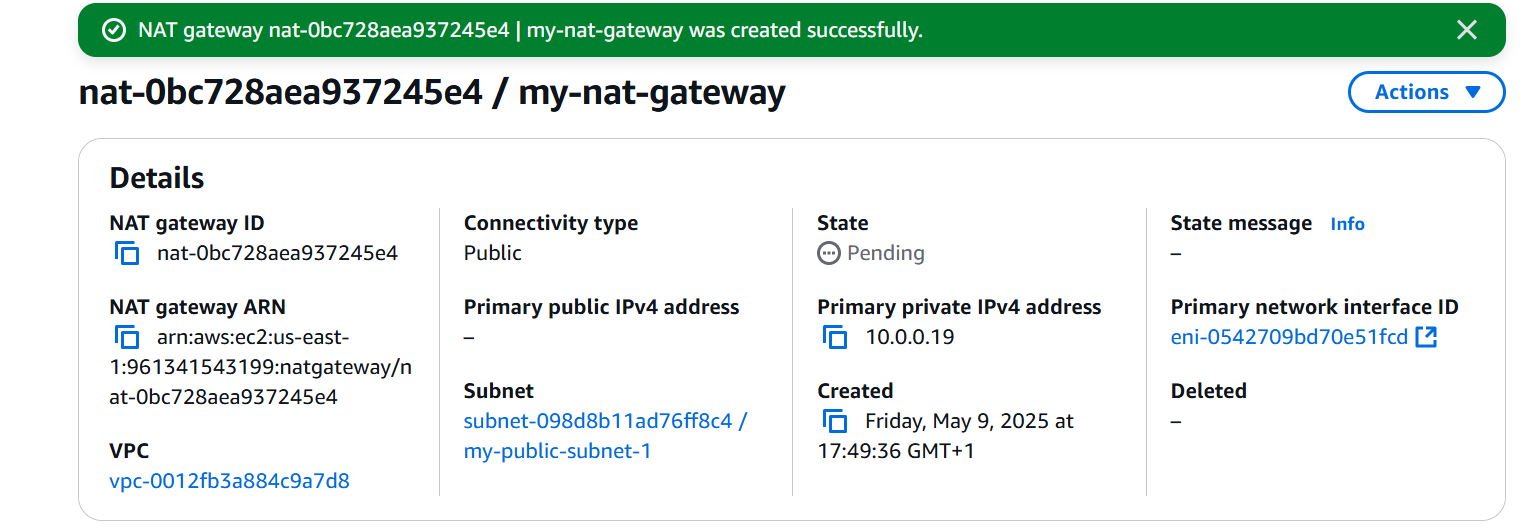 NAT gateway nat-0bc728aea937245e4 | my-nat-gateway was created successfully.
nat-0bc728aea937245e4 / my-nat-gateway
Actions
Details
NAT gateway ID
nat-0bc728aea937245e4
NAT gateway ARN
arn:aws:ec2:us-east-
1:961341543199:natgateway/n
at-0bc728aea937245e4
VPC
vpc-0012fb3a884c9a7d8
Connectivity type
Public
Primary public IPv4 address
–
Subnet
subnet-098d8b11ad76ff8c4 /
my-public-subnet-1
State
Pending
Primary private IPv4 address
10.0.0.19
Created
Friday, May 9, 2025 at
17:49:36 GMT+1
State message Info
–
Primary network interface ID
eni-0542709bd70e51fcd
Deleted
–